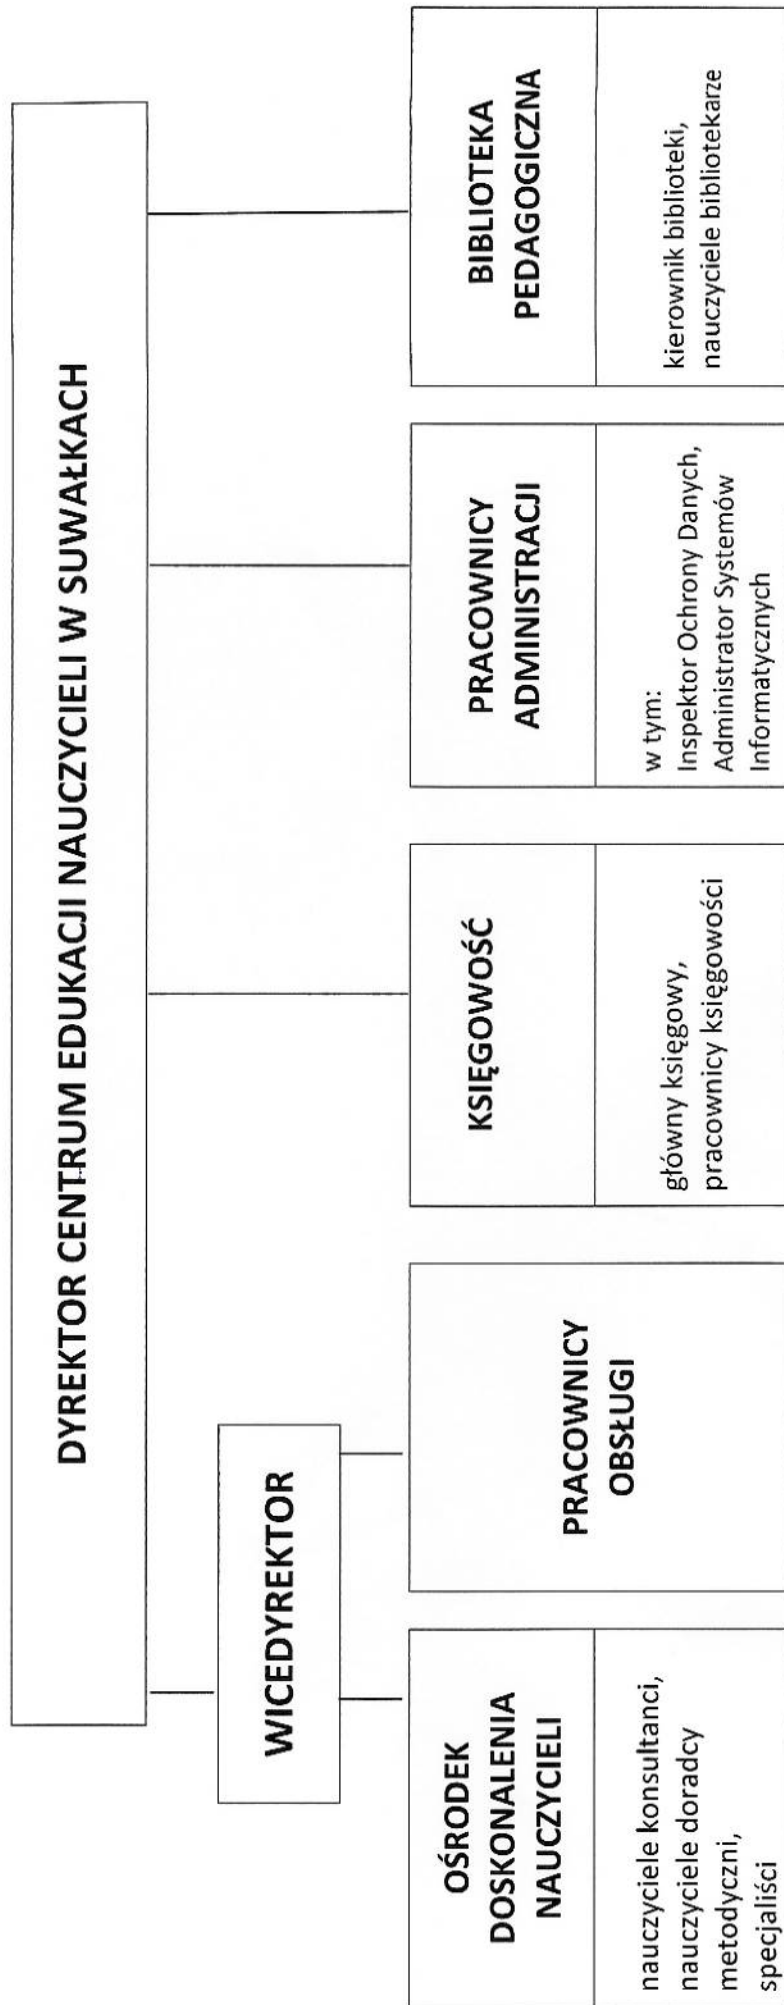 DYREKTOR CENTRUM EDUKACJI NAUCZYCIELI W SUWAŁKACH
WICEDYREKTOR
OŚRODEK
DOSKONALENIA
NAUCZYCIELI
nauczyciele konsultanci,
nauczyciele doradcy
metodyczni,
specjaliści
PRACOWNICY
OBSŁUGI
KSIĘGOWOŚĆ
główny księgowy,
pracownicy księgowości
PRACOWNICY
ADMINISTRACJI
w tym:
Inspektor Ochrony Danych,
Administrator Systemów
Informatycznych
BIBLIOTEKA
PEDAGOGICZNA
kierownik biblioteki,
nauczyciele bibliotekarze